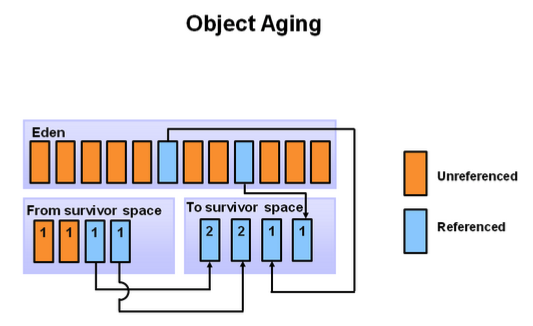 Object Aging
Eden
Unreferenced
From survivor space
To survivor space
Referenced
1 1 1 1
2 2 1 1